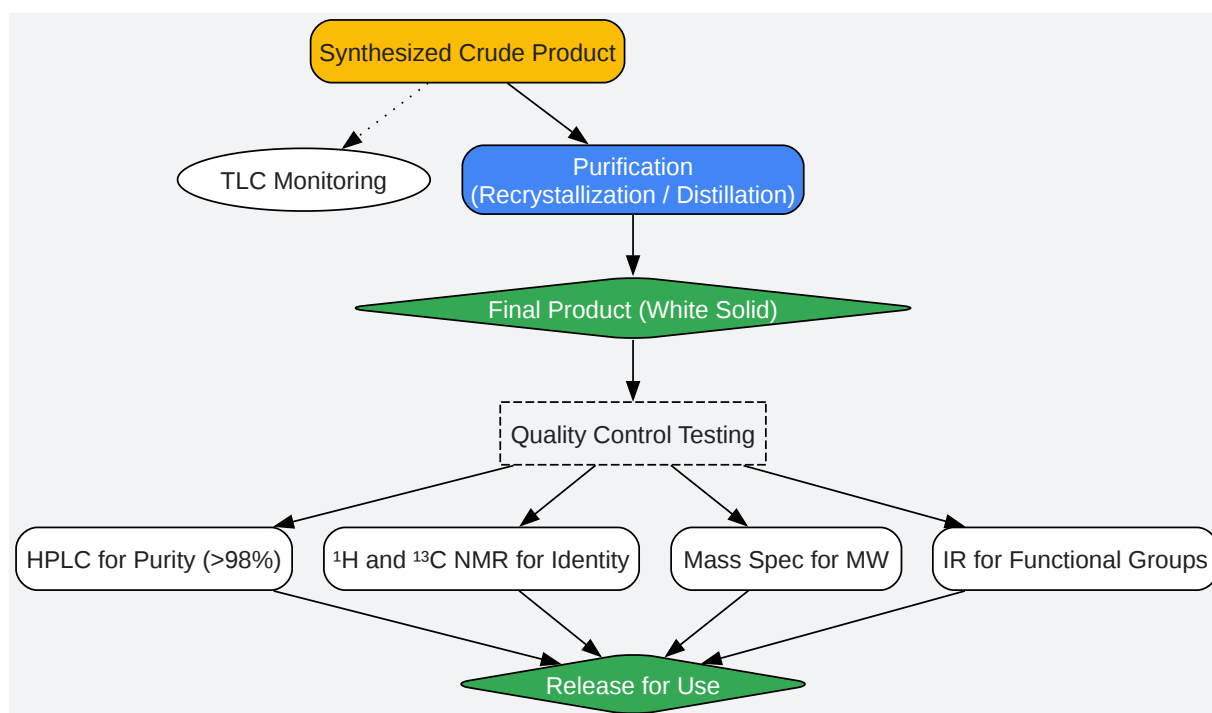 Synthesized Crude Product
TLC Monitoring
Purification
(Recrystallization / Distillation)
Final Product (White Solid)
Quality Control Testing
HPLC for Purity (>98%)
¹H and ¹³C NMR for Identity
Mass Spec for MW
IR for Functional Groups
Release for Use